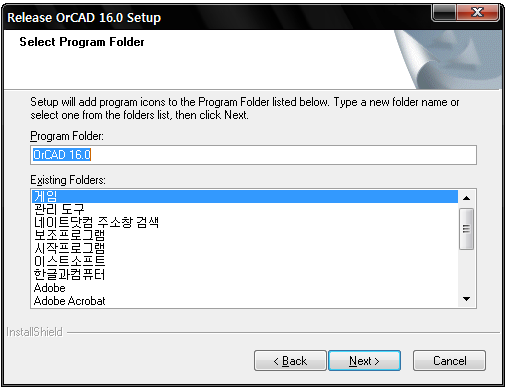 Release OrCAD 16.0 Setup
Select Program Folder
Setup will add program icons to the Program Folder listed below. Type a new folder name or
select one from the folders list, then click Next.
Program Folder:
OrCAD 16.0
Existing Folders:
게임
관리 도구
네이트닷컴 주소창 검색
보조프로그램
시작프로그램
이스트소프트
한글과컴퓨터
Adobe
Adobe Acrobat
InstallShield
< Back
Next >
Cancel